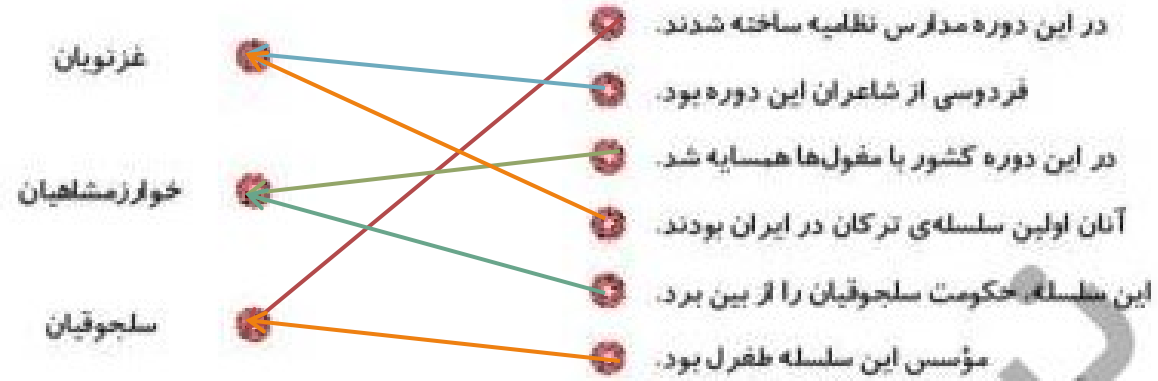 در این دوره مدارس نظامیه ساخته شدند.
فردوسی از شاعران این دوره بود.
در این دوره کشور با مغول‌ها همسایه شد.
آنان اولین سلسله‌ی ترکان در ایران بودند.
این سلسله، حکومت سلجوقیان را از بین برد.
مؤسس این سلسله طغرل بود.
غزنویان
خوارزمشاهیان
سلجوقیان